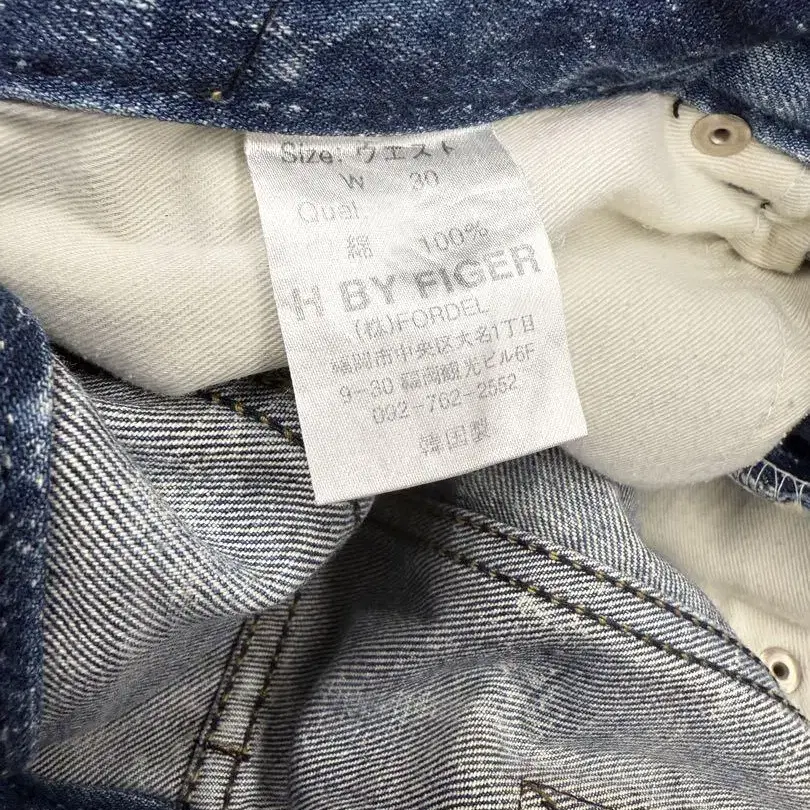 Size: ウエスト
W 30
Qual.
綿 100%
H BY FIGER
(株)FORDEL
福岡市中央区大名1丁目
9-30 福岡観光ビル6F
092-762-2552
韓国製